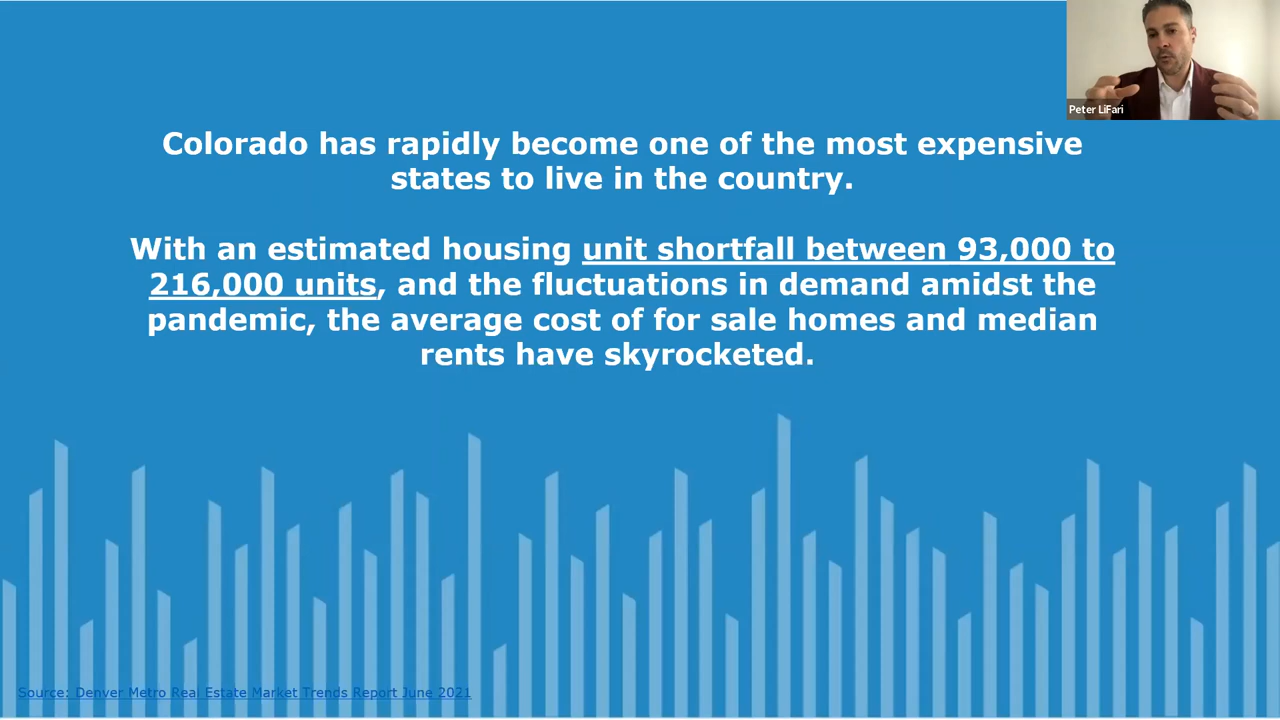 Peter LiFari
Colorado has rapidly become one of the most expensive
states to live in the country.
With an estimated housing unit shortfall between 93,000 to
216,000 units, and the fluctuations in demand amidst the
pandemic, the average cost of for sale homes and median
rents have skyrocketed.
Source: Denver Metro Real Estate Market Trends Report June 2021